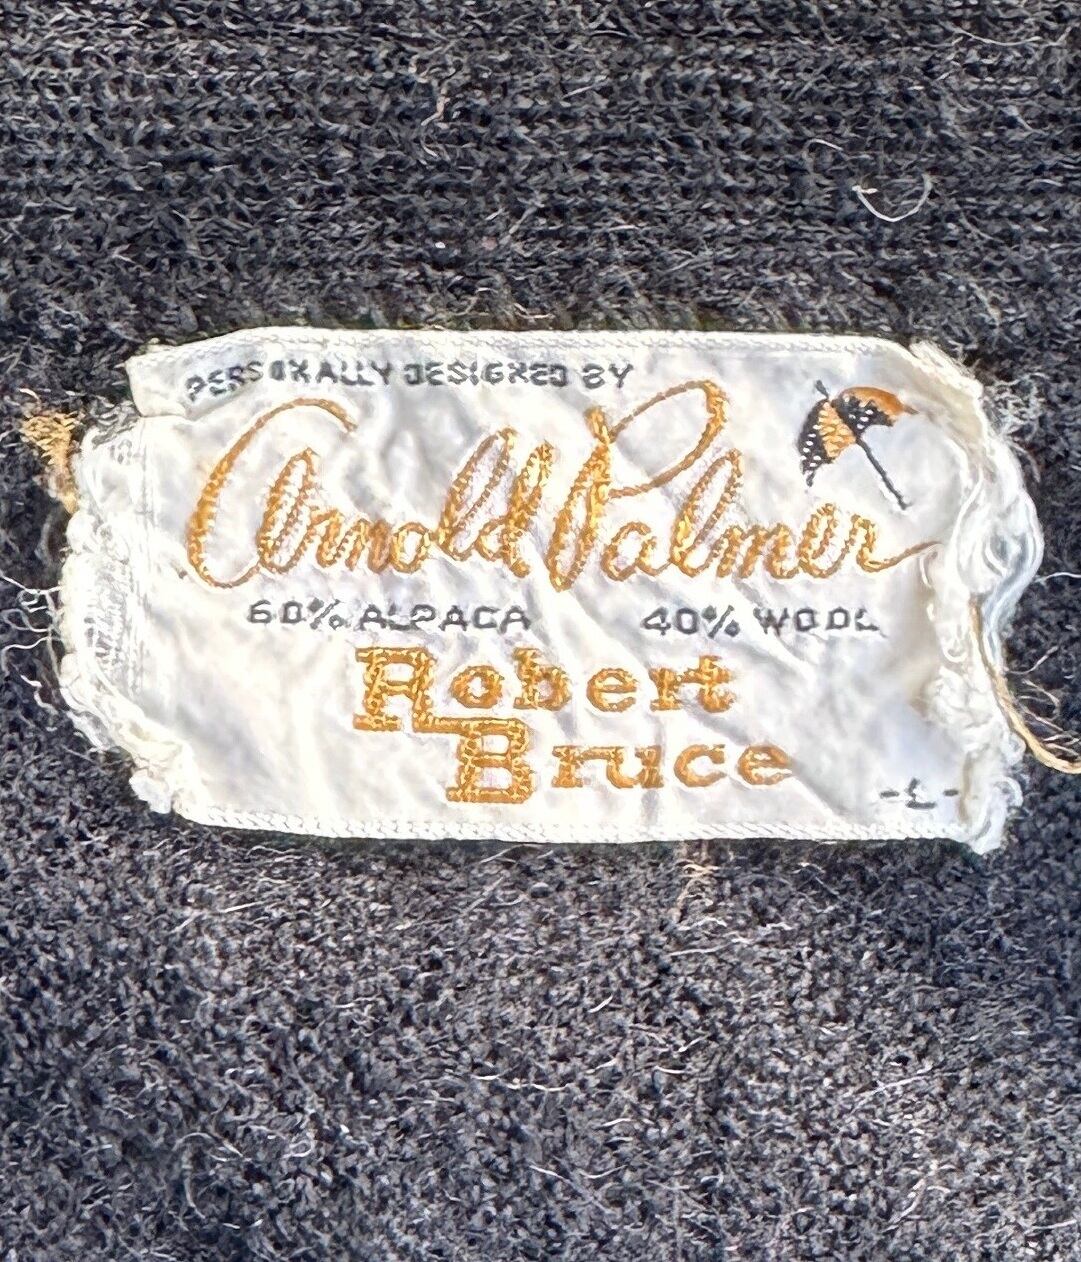 PERSONALLY DESIGNED BY
Arnold Palmer
60% ALPACA 40% WOOL
Robert
Bruce
-L-